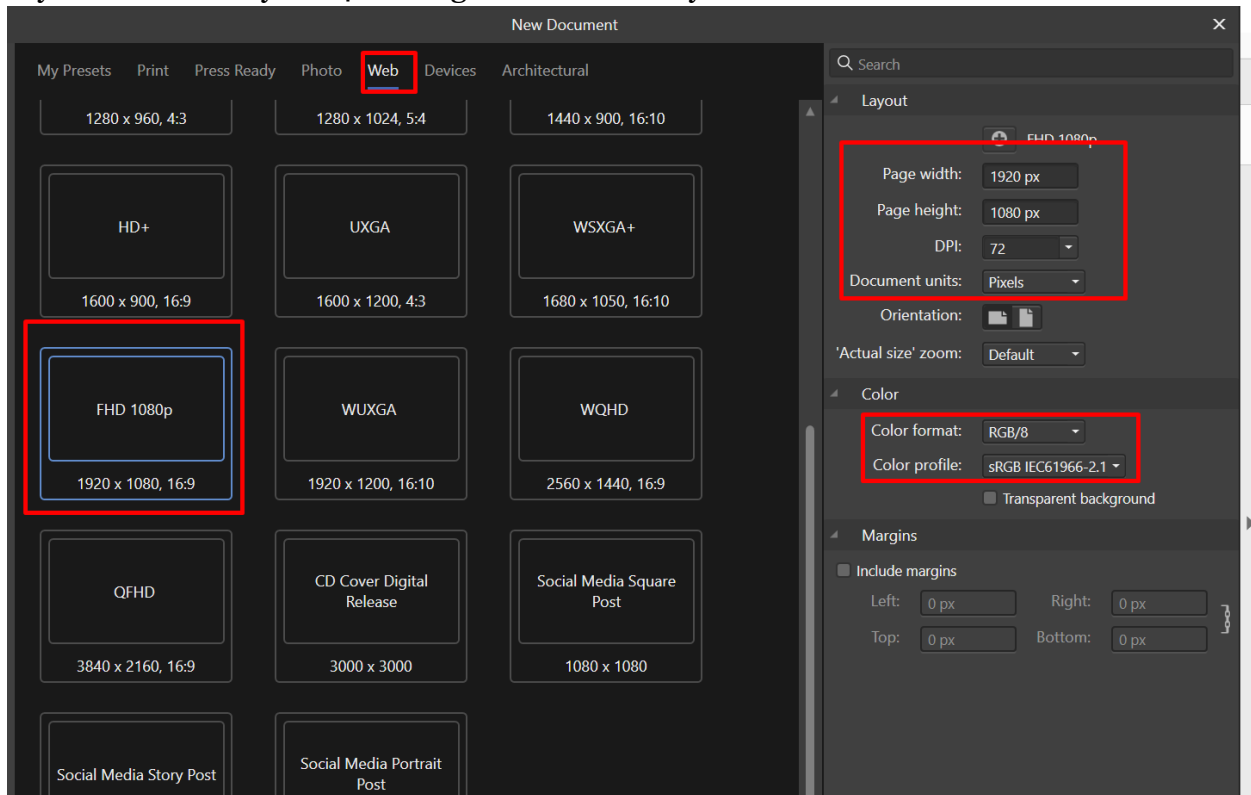 New Document
My Presets Print Press Ready Photo Web Devices Architectural
1280 x 960, 4:3
1280 x 1024, 5:4
1440 x 900, 16:10
HD+
UXGA
WSXGA+
1600 x 900, 16:9
1600 x 1200, 4:3
1680 x 1050, 16:10
FHD 1080p
WUXGA
WQHD
1920 x 1080, 16:9
1920 x 1200, 16:10
2560 x 1440, 16:9
QFHD
CD Cover Digital
Release
Social Media Square
Post
3840 x 2160, 16:9
3000 x 3000
1080 x 1080
Social Media Story Post
Social Media Portrait
Post
Search
Layout
FHD 1080p
Page width: 1920 px
Page height: 1080 px
DPI: 72
Document units: Pixels
Orientation:
'Actual size' zoom: Default
Color
Color format: RGB/8
Color profile: sRGB IEC61966-2.1
Transparent background
Margins
Include margins
Left: 0 px Right: 0 px
Top: 0 px Bottom: 0 px